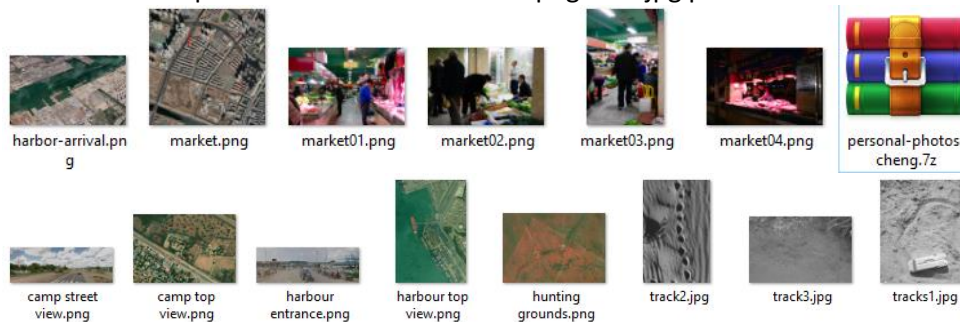 harbor-arrival.pn
g
market.png
market01.png
market02.png
market03.png
market04.png
personal-photos
cheng.7z
camp street
view.png
camp top
view.png
harbour
entrance.png
harbour top
view.png
hunting
grounds.png
track2.jpg
track3.jpg
tracks1.jpg